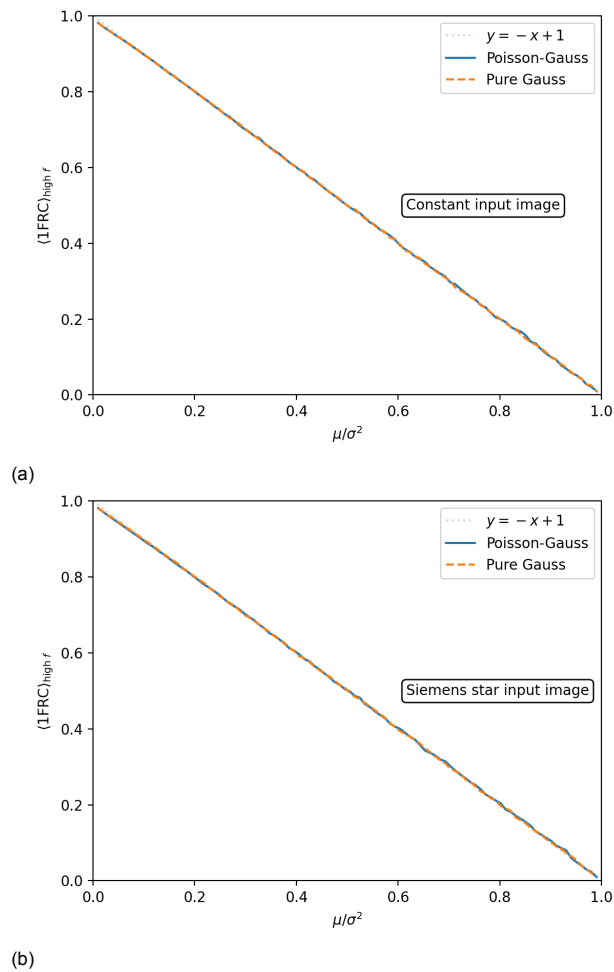 1.0
0.8
0.6
0.4
0.2
0.0
⟨1FRC⟩high f
y = −x + 1
Poisson-Gauss
Pure Gauss
Constant input image
0.0 0.2 0.4 0.6 0.8 1.0
μ/σ²
(a)
1.0
0.8
0.6
0.4
0.2
0.0
⟨1FRC⟩high f
y = −x + 1
Poisson-Gauss
Pure Gauss
Siemens star input image
0.0 0.2 0.4 0.6 0.8 1.0
μ/σ²
(b)